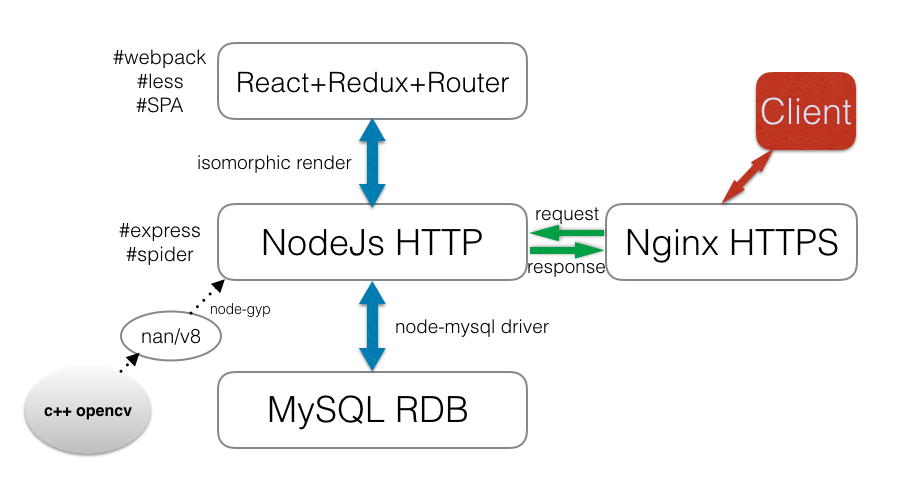 #webpack
#less
#SPA
React+Redux+Router
Client
isomorphic render
#express
#spider
NodeJs HTTP
request
response
Nginx HTTPS
node-gyp
nan/v8
node-mysql driver
c++ opencv
MySQL RDB